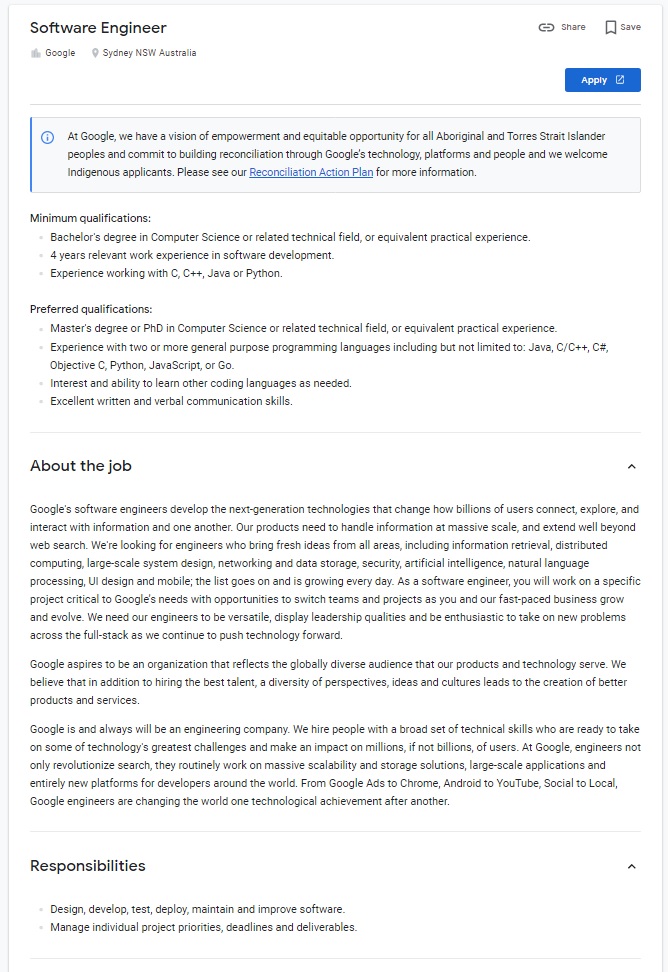 Software Engineer
Share
Save
Google
Sydney NSW Australia
Apply
At Google, we have a vision of empowerment and equitable opportunity for all Aboriginal and Torres Strait Islander
peoples and commit to building reconciliation through Google's technology, platforms and people and we welcome
Indigenous applicants. Please see our Reconciliation Action Plan for more information.
Minimum qualifications:
Bachelor's degree in Computer Science or related technical field, or equivalent practical experience.
4 years relevant work experience in software development.
Experience working with C, C++, Java or Python.
Preferred qualifications:
Master's degree or PhD in Computer Science or related technical field, or equivalent practical experience.
Experience with two or more general purpose programming languages including but not limited to: Java, C/C++, C#,
Objective C, Python, JavaScript, or Go.
Interest and ability to learn other coding languages as needed.
Excellent written and verbal communication skills.
About the job
Google's software engineers develop the next-generation technologies that change how billions of users connect, explore, and
interact with information and one another. Our products need to handle information at massive scale, and extend well beyond
web search. We're looking for engineers who bring fresh ideas from all areas, including information retrieval, distributed
computing, large-scale system design, networking and data storage, security, artificial intelligence, natural language
processing, UI design and mobile; the list goes on and is growing every day. As a software engineer, you will work on a specific
project critical to Google's needs with opportunities to switch teams and projects as you and our fast-paced business grow
and evolve. We need our engineers to be versatile, display leadership qualities and be enthusiastic to take on new problems
across the full-stack as we continue to push technology forward.
Google aspires to be an organization that reflects the globally diverse audience that our products and technology serve. We
believe that in addition to hiring the best talent, a diversity of perspectives, ideas and cultures leads to the creation of better
products and services.
Google is and always will be an engineering company. We hire people with a broad set of technical skills who are ready to take
on some of technology's greatest challenges and make an impact on millions, if not billions, of users. At Google, engineers not
only revolutionize search, they routinely work on massive scalability and storage solutions, large-scale applications and
entirely new platforms for developers around the world. From Google Ads to Chrome, Android to YouTube, Social to Local,
Google engineers are changing the world one technological achievement after another.
Responsibilities
Design, develop, test, deploy, maintain and improve software.
Manage individual project priorities, deadlines and deliverables.